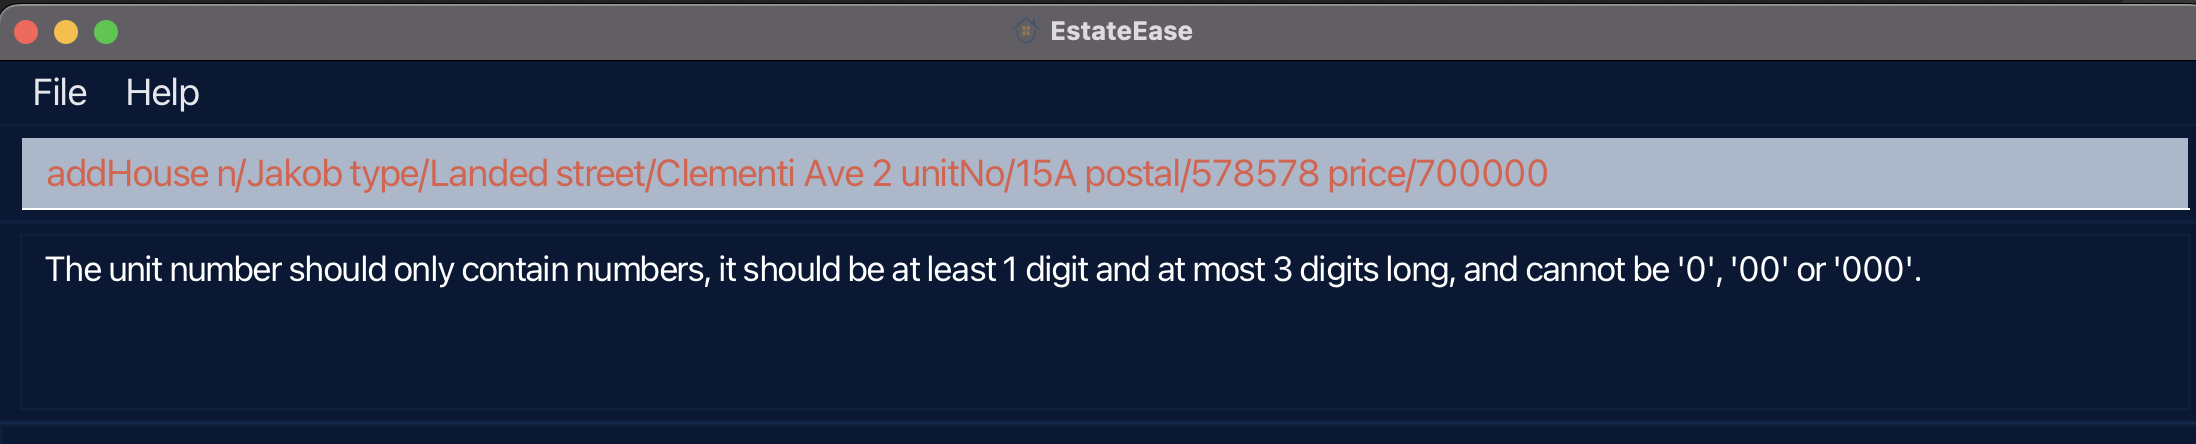 EstateEase
File Help
addHouse n/Jakob type/Landed street/Clementi Ave 2 unitNo/15A postal/578578 price/700000
The unit number should only contain numbers, it should be at least 1 digit and at most 3 digits long, and cannot be '0', '00' or '000'.